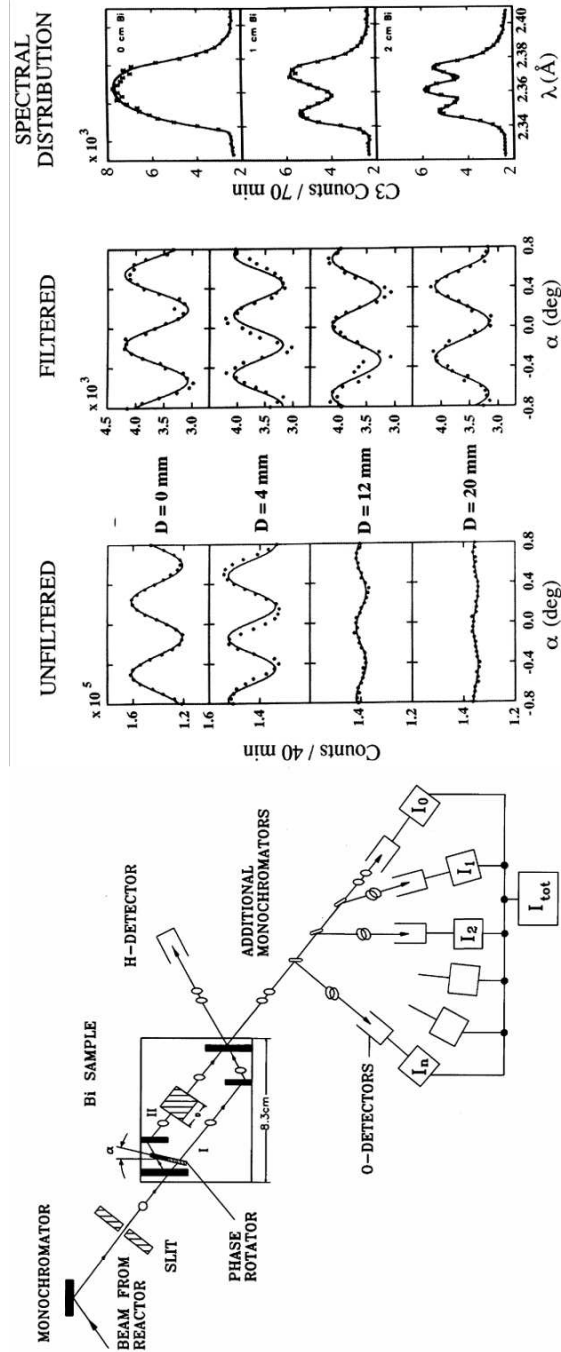 MONOCHROMATOR
BEAM FROM
REACTOR
SLIT
PHASE
ROTATOR
α
I
II
D
Bi SAMPLE
8.3cm
H-DETECTOR
ADDITIONAL
MONOCHROMATORS
O-DETECTORS
In
I2
I1
I0
Itot
UNFILTERED
x 10 5
1.6
1.2
1.6
1.4
1.4
1.4
1.2
Counts / 40 min
-0.8 -0.4 0.0 0.4 0.8
α (deg)
D = 0 mm
D = 4 mm
D = 12 mm
D = 20 mm
FILTERED
x 10 3
4.5
4.0
3.5
3.0
4.0
3.5
3.0
4.0
3.5
3.0
4.0
3.5
3.0
-0.8 -0.4 0.0 0.4 0.8
α (deg)
SPECTRAL
DISTRIBUTION
x 10 3
8
6
4
2
0 cm Bi
6
4
2
1 cm Bi
6
4
2
2 cm Bi
C3 Counts / 70 min
2.34 2.36 2.38 2.40
λ (Å)